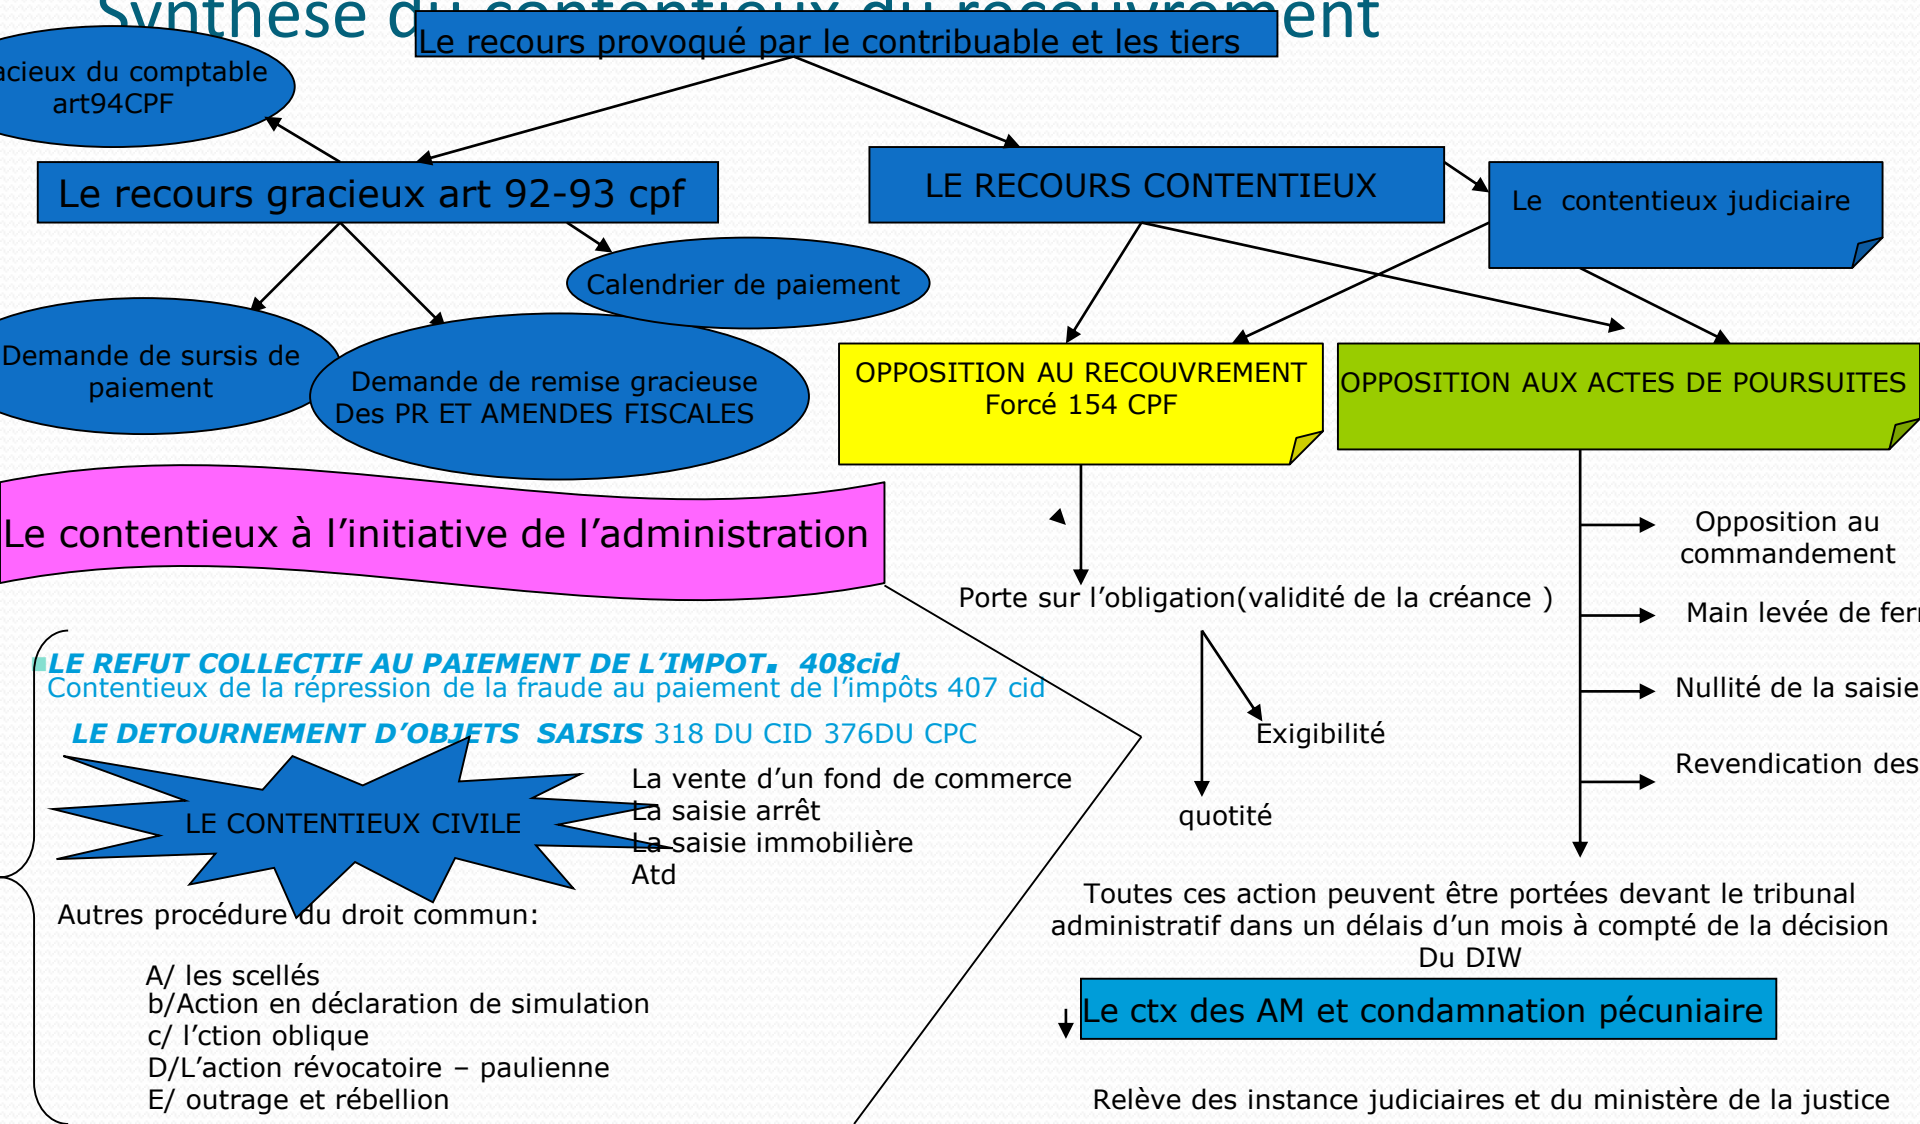 Synthèse du contentieux du recouvrement
Le recours provoqué par le contribuable et les tiers
du comptable
art94CPF
Le recours gracieux art 92-93 cpf
LE RECOURS CONTENTIEUX
Le contentieux judiciaire
Calendrier de paiement
Demande de sursis de
paiement
Demande de remise gracieuse
Des PR ET AMENDES FISCALES
OPPOSITION AU RECOUVREMENT
Forcé 154 CPF
OPPOSITION AUX ACTES DE POURSUITES
Le contentieux à l’initiative de l’administration
Opposition au
commandement
Porte sur l’obligation(validité de la créance )
Main levée de
Nullité de la saisie
Exigibilité
Revendication des
quotité
LE REFUT COLLECTIF AU PAIEMENT DE L’IMPOT. 408cid
Contentieux de la répression de la fraude au paiement de l’impôts 407 cid
LE DETOURNEMENT D’OBJETS SAISIS 318 DU CID 376DU CPC
LE CONTENTIEUX CIVILE
La vente d’un fond de commerce
La saisie arrêt
La saisie immobilière
Atd
Autres procédure du droit commun:
A/ les scellés
b/Action en déclaration de simulation
c/ l’ction oblique
D/L’action révocatoire – paulienne
E/ outrage et rébellion
Toutes ces action peuvent être portées devant le tribunal
administratif dans un délais d’un mois à compté de la décision
Du DIW
Le ctx des AM et condamnation pécuniaire
Relève des instance judiciaires et du ministère de la justice